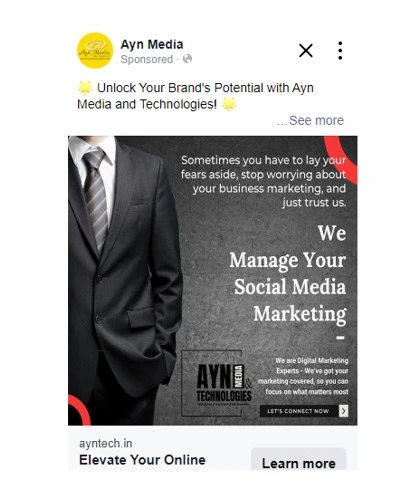 Ayn Media
Sponsored ·
🌟 Unlock Your Brand's Potential with Ayn
Media and Technologies! 🌟
...See more
Sometimes you have to lay your
fears aside, stop worrying about
your business marketing, and
just trust us.
We
Manage Your
Social Media
Marketing
-
AYN
MEDIA
&
TECHNOLOGIES
We are Digital Marketing
Experts - We've got your
marketing covered, so you can
focus on what matters most
LET'S CONNECT NOW
ayntech.in
Elevate Your Online
Learn more